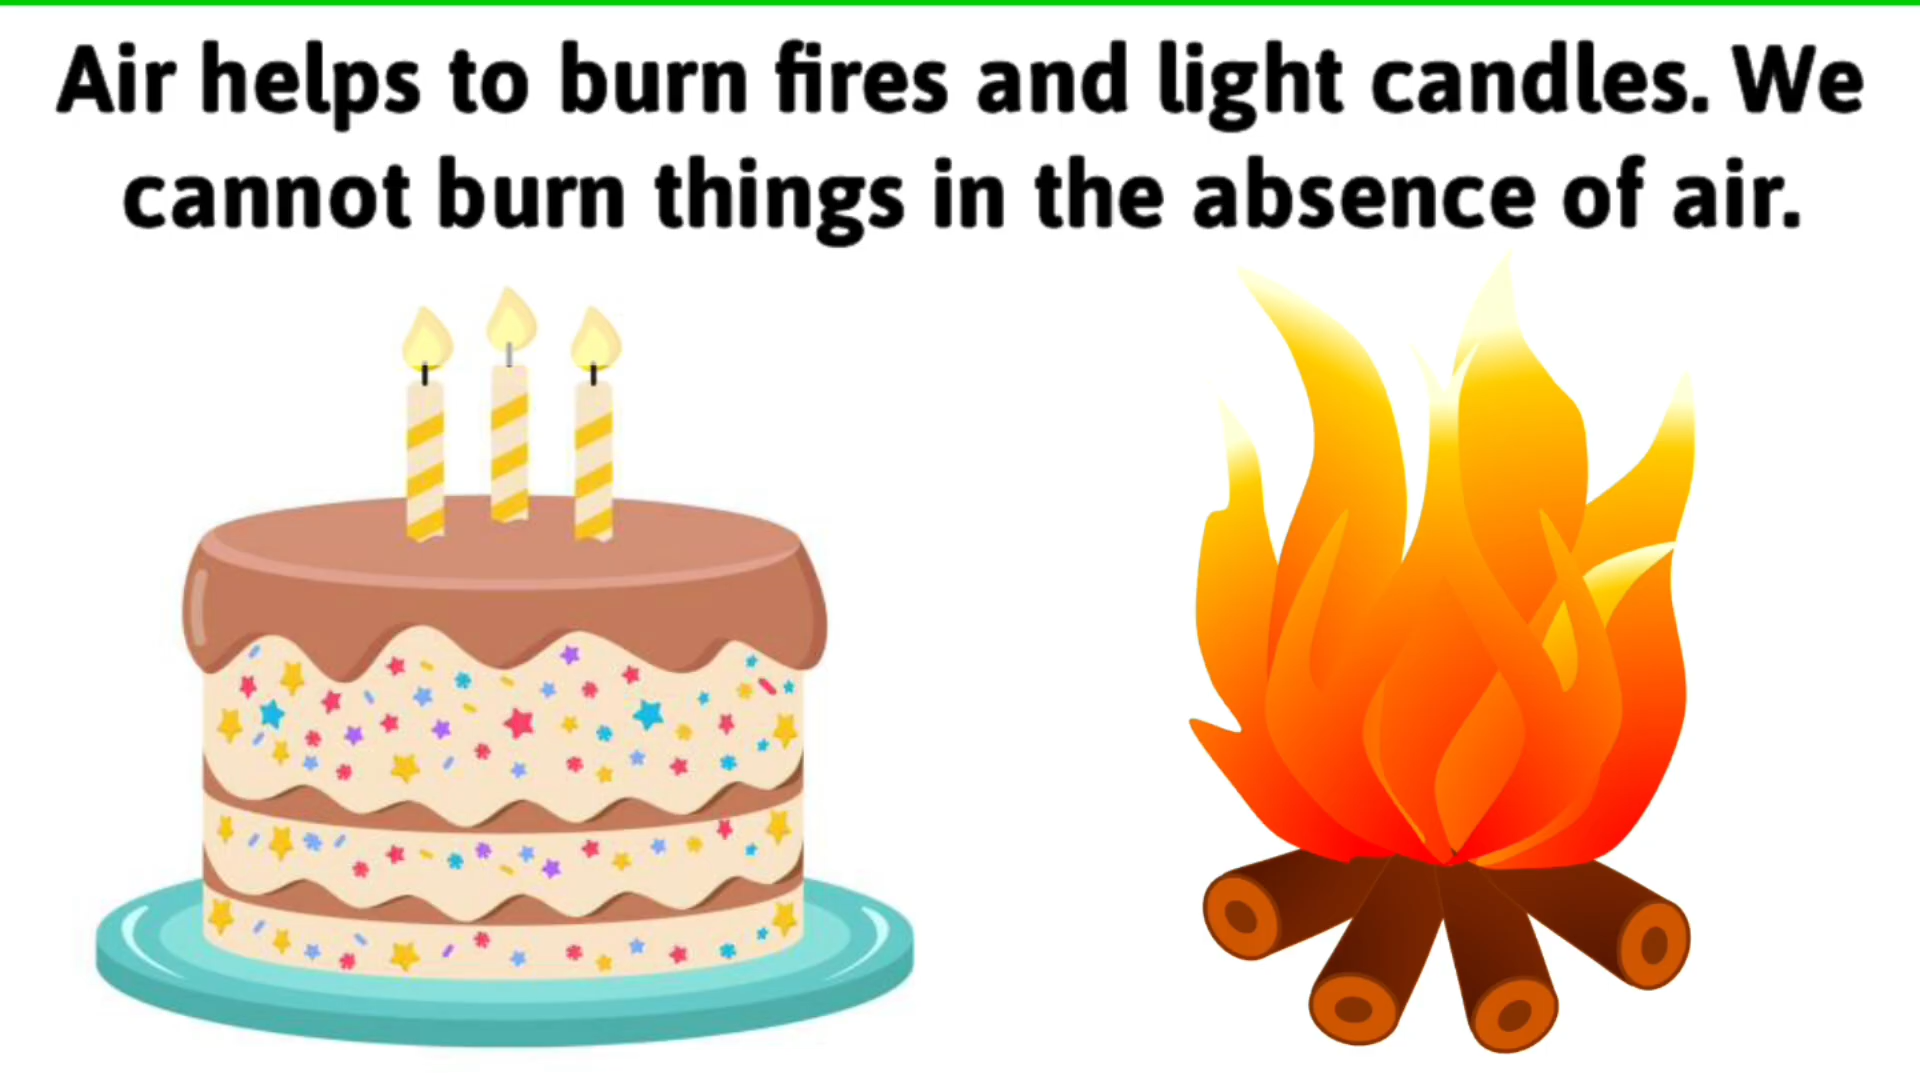 Air helps to burn fires and light candles. We
cannot burn things in the absence of air.